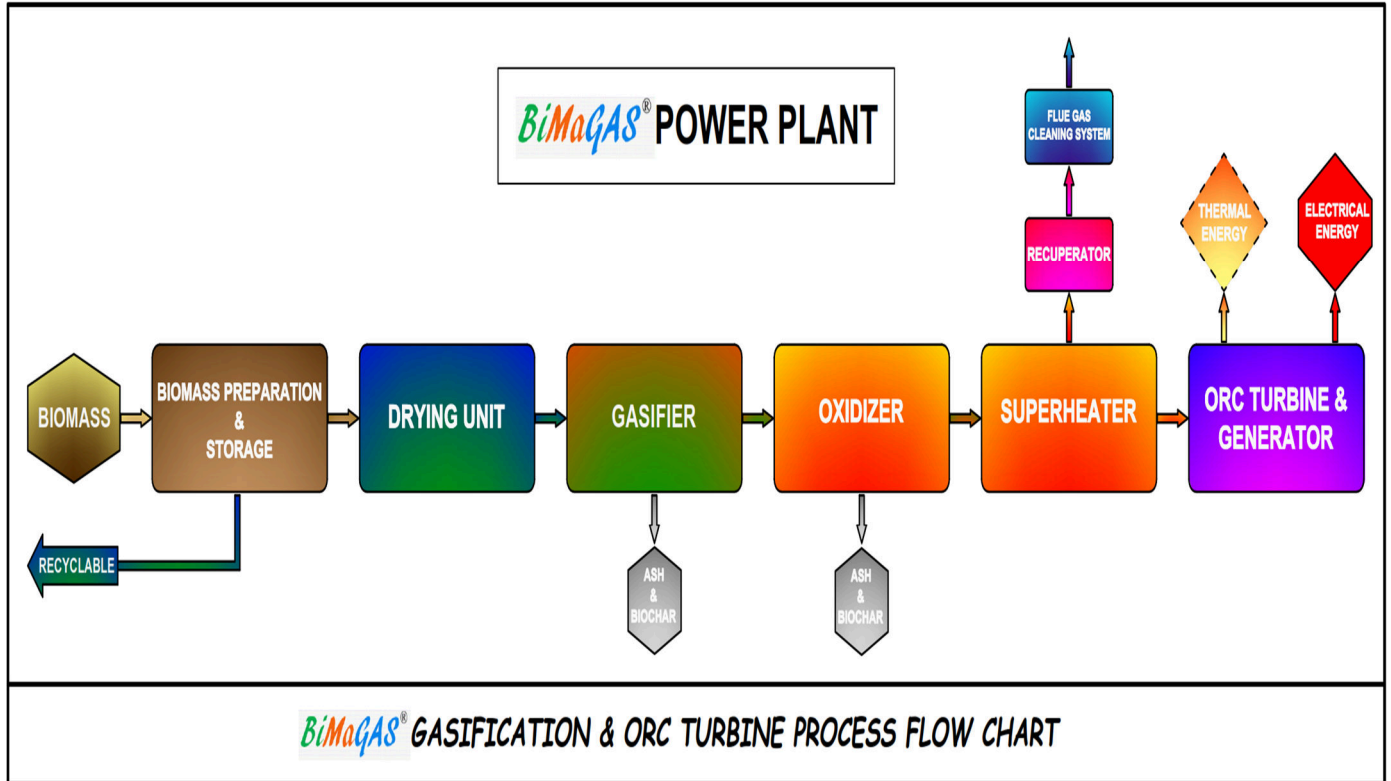 BiMaGAS® POWER PLANT
FLUE GAS
CLEANING SYSTEM
THERMAL
ENERGY
ELECTRICAL
ENERGY
RECUPERATOR
BIOMASS
BIOMASS PREPARATION
&
STORAGE
DRYING UNIT
GASIFIER
OXIDIZER
SUPERHEATER
ORC TURBINE &
GENERATOR
RECYCLABLE
ASH
&
BIOCHAR
ASH
&
BIOCHAR
BiMaGAS® GASIFICATION & ORC TURBINE PROCESS FLOW CHART